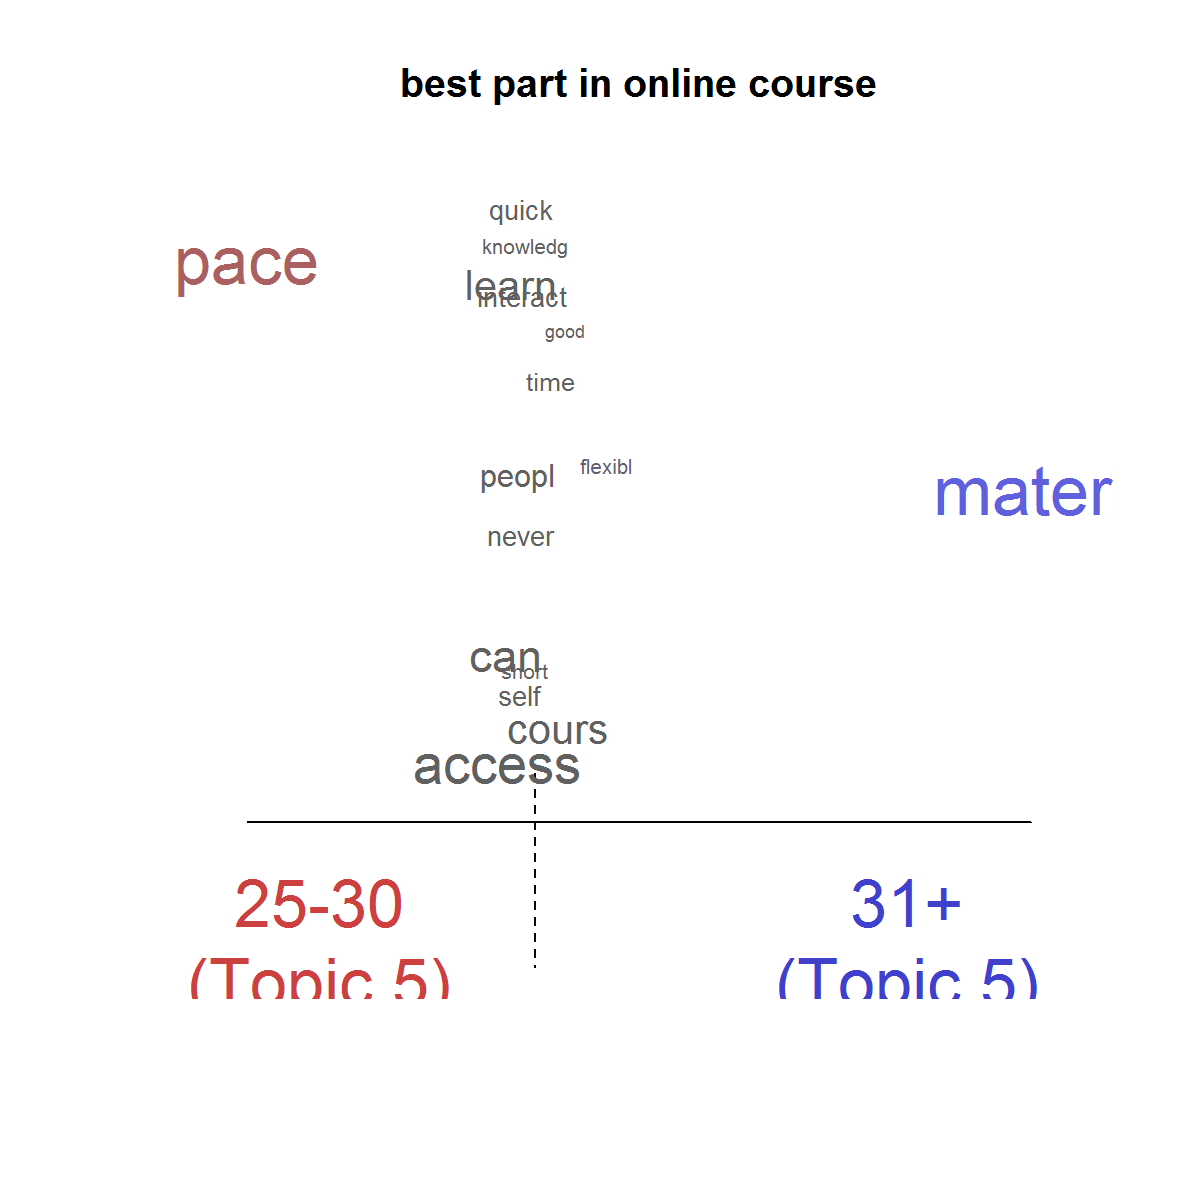 best part in online course
quick
knowledg
pace
learn
interact
good
time
peopl
flexibl
mater
never
can
short
self
cours
access
25-30
31+
(Topic 5)
(Topic 5)